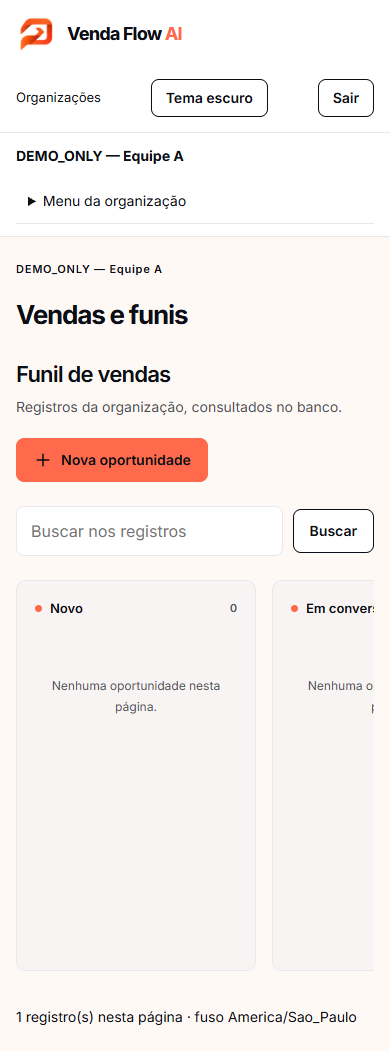 Venda Flow AI
Organizações
Tema escuro
Sair
DEMO_ONLY — Equipe A
Menu da organização
DEMO_ONLY — Equipe A
Vendas e funis
Funil de vendas
Registros da organização, consultados no banco.
Nova oportunidade
Buscar nos registros
Buscar
Novo
0
Em convers
Nenhuma oportunidade nesta
página.
Nenhuma o
1 registro(s) nesta página · fuso America/Sao_Paulo